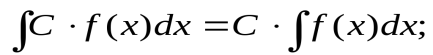 ∫C · f(x)dx = C · ∫f(x)dx;